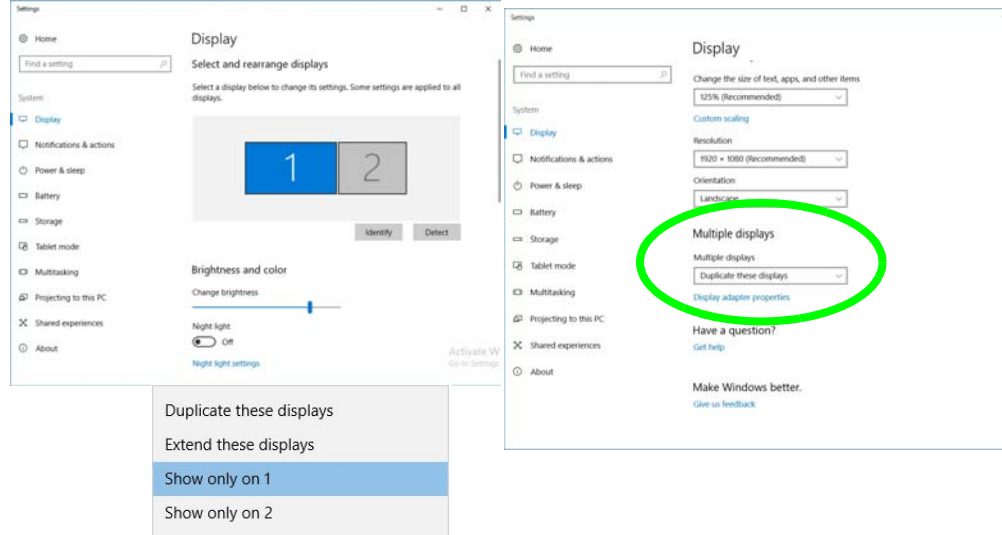 Settings
Home
Find a setting
System
Display
Notifications & actions
Power & sleep
Battery
Storage
Tablet mode
Multitasking
Projecting to this PC
Shared experiences
About
Display
Select and rearrange displays
Select a display below to change its settings. Some settings are applied to all
displays.
1 2
Identify Detect
Brightness and color
Change brightness
Night light
Off
Night light settings
Activate W
Go to Settings
Settings
Home
Find a setting
System
Display
Notifications & actions
Power & sleep
Battery
Storage
Tablet mode
Multitasking
Projecting to this PC
Shared experiences
About
Display
Change the size of text, apps, and other items
125% (Recommended)
Custom scaling
Resolution
1920 × 1080 (Recommended)
Orientation
Landscape
Multiple displays
Multiple displays
Duplicate these displays
Display adapter properties
Have a question?
Get help
Make Windows better.
Give us feedback
Duplicate these displays
Extend these displays
Show only on 1
Show only on 2